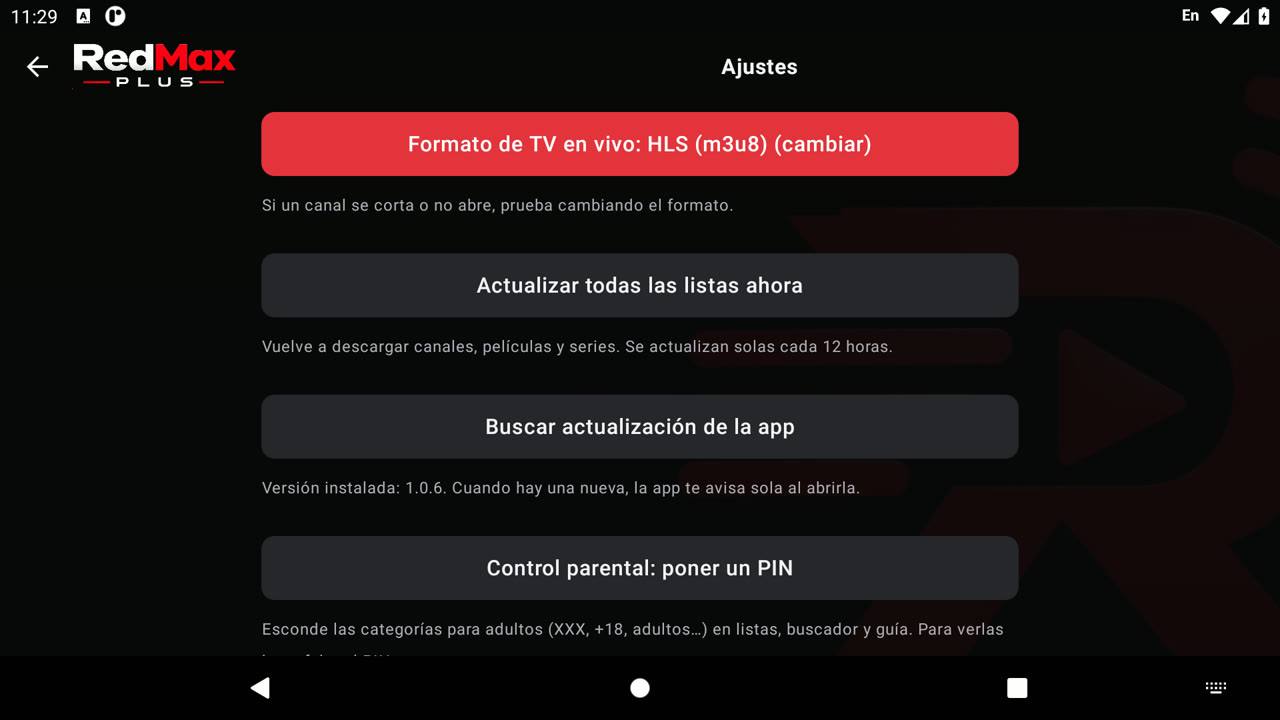 11:29
En
RedMax
PLUS
Ajustes
Formato de TV en vivo: HLS (m3u8) (cambiar)
Si un canal se corta o no abre, prueba cambiando el formato.
Actualizar todas las listas ahora
Vuelve a descargar canales, películas y series. Se actualizan solas cada 12 horas.
Buscar actualización de la app
Versión instalada: 1.0.6. Cuando hay una nueva, la app te avisa sola al abrirla.
Control parental: poner un PIN
Esconde las categorías para adultos (XXX, +18, adultos…) en listas, buscador y guía. Para verlas